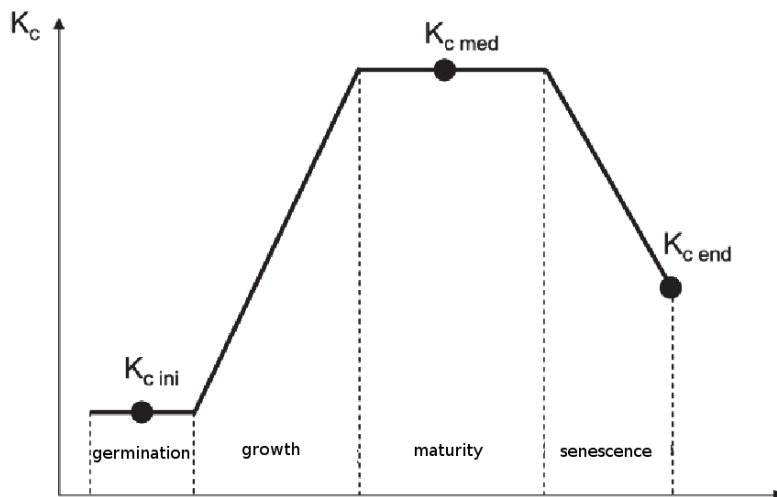 Kc
Kc med
Kc end
Kc ini
germination
growth
maturity
senescence